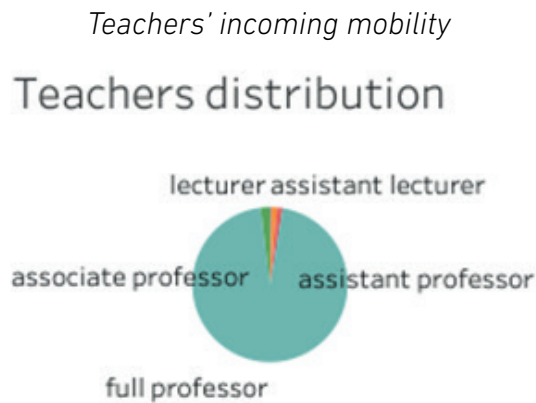 Teachers’ incoming mobility
Teachers distribution
lecturer assistant lecturer
associate professor assistant professor
full professor